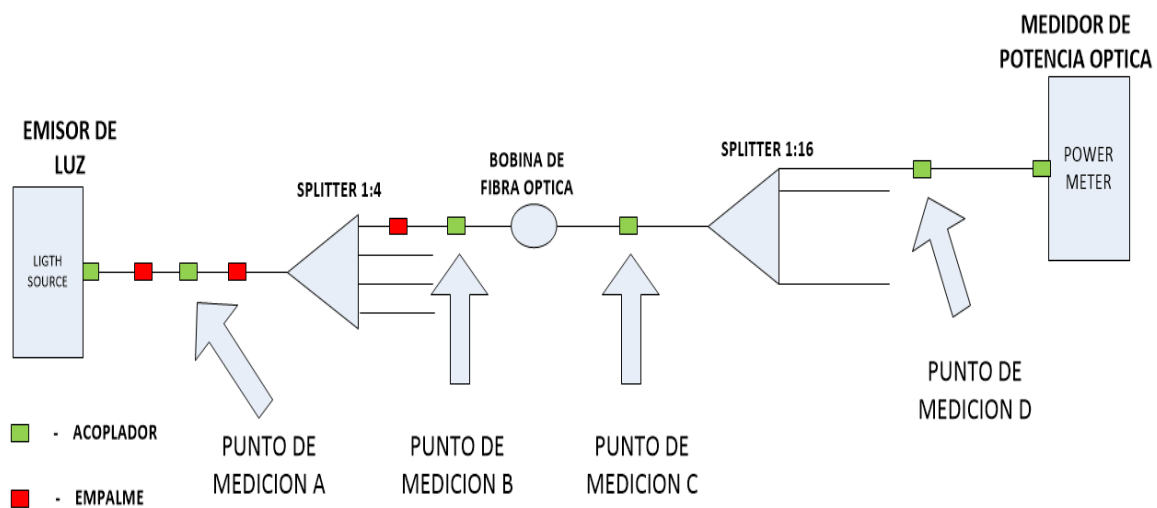 MEDIDOR DE
POTENCIA OPTICA
EMISOR DE
LUZ
BOBINA DE
FIBRA OPTICA
SPLITTER 1:16
SPLITTER 1:4
POWER
METER
LIGTH
SOURCE
PUNTO DE
MEDICION D
- ACOPLADOR
PUNTO DE
MEDICION A
PUNTO DE
MEDICION B
PUNTO DE
MEDICION C
- EMPALME